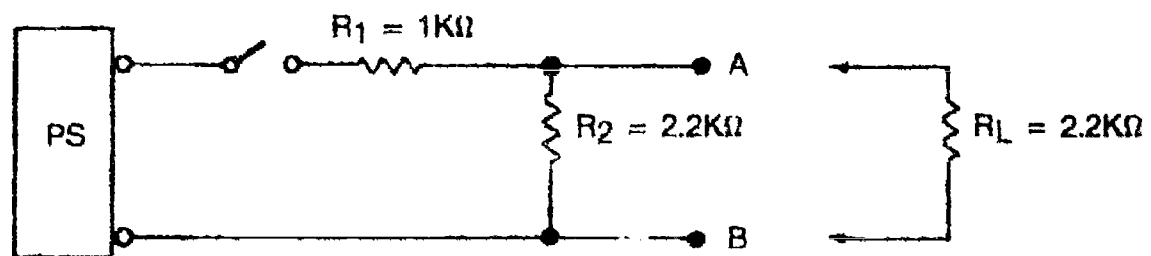 R1 = 1KΩ
A
PS
R2 = 2.2KΩ
RL = 2.2KΩ
B